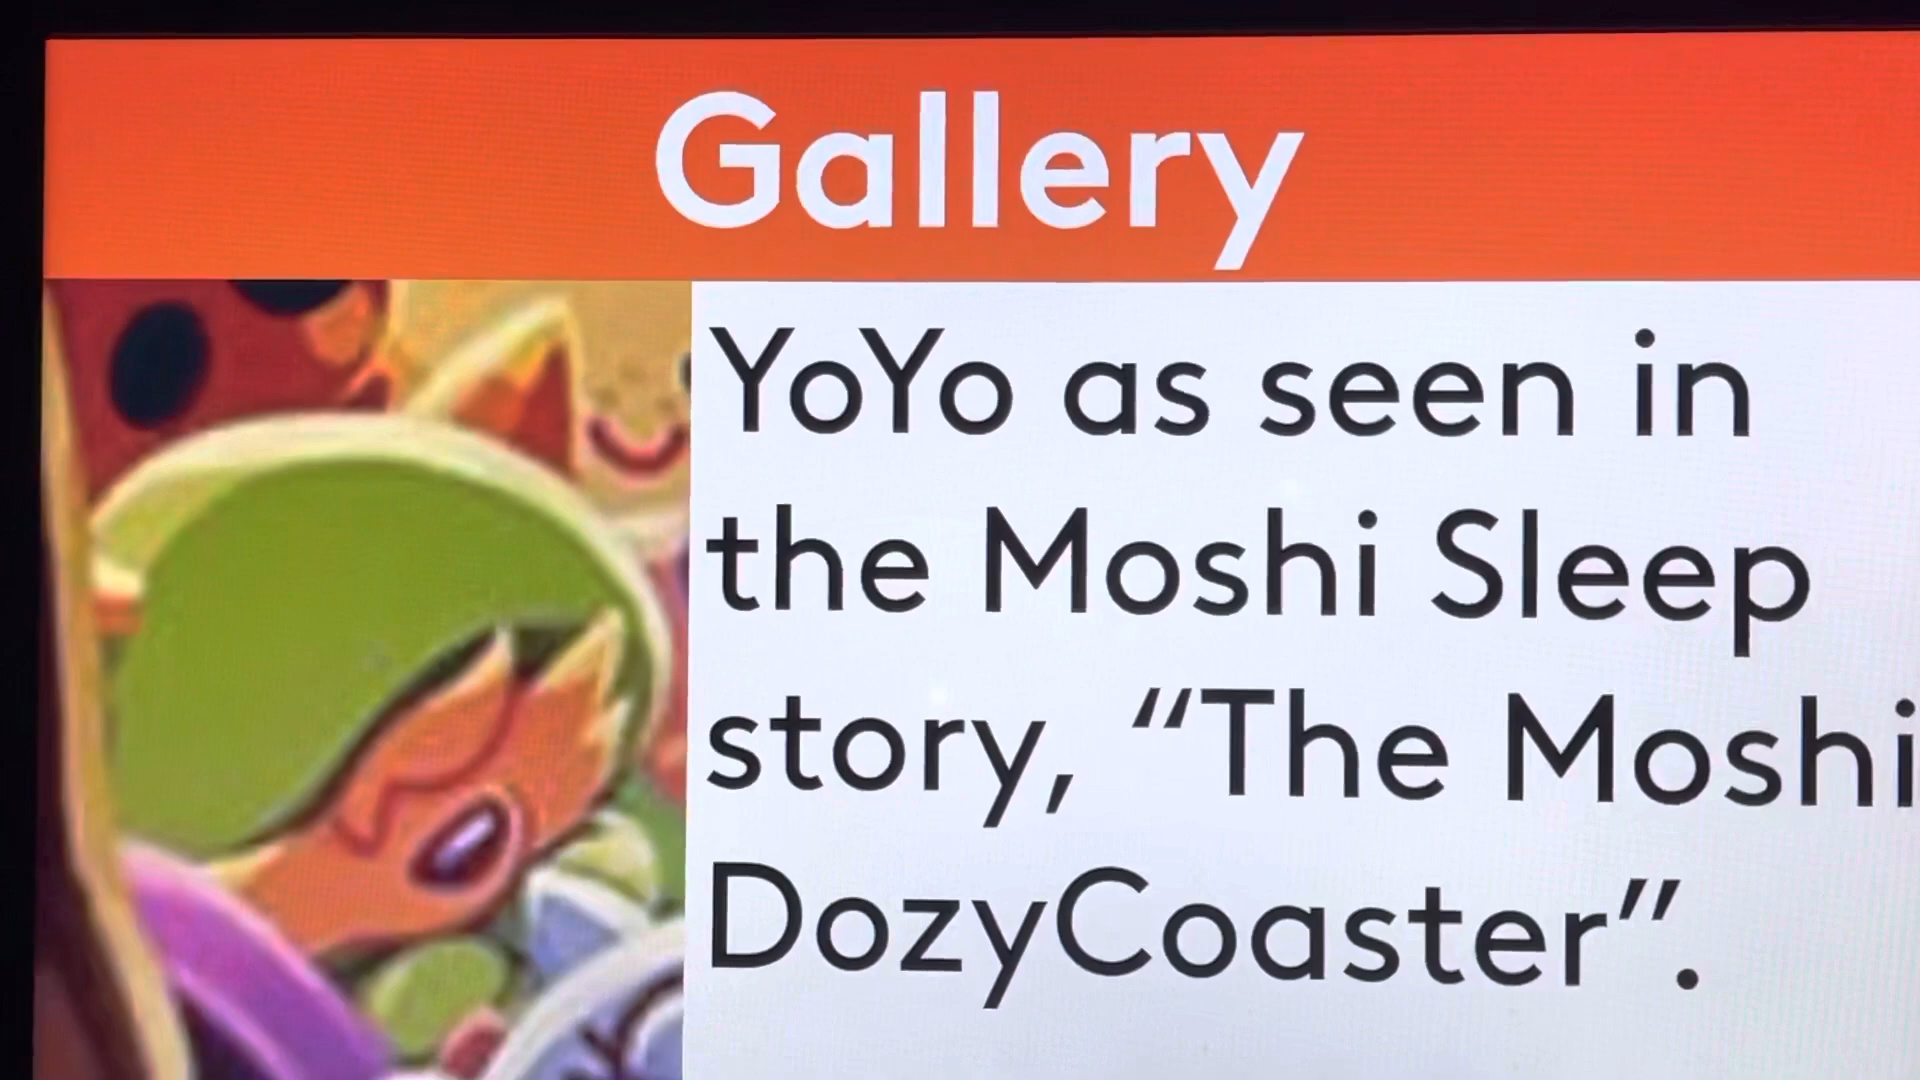 Gallery
YoYo as seen in
the Moshi Sleep
story, “The Moshi
DozyCoaster”.